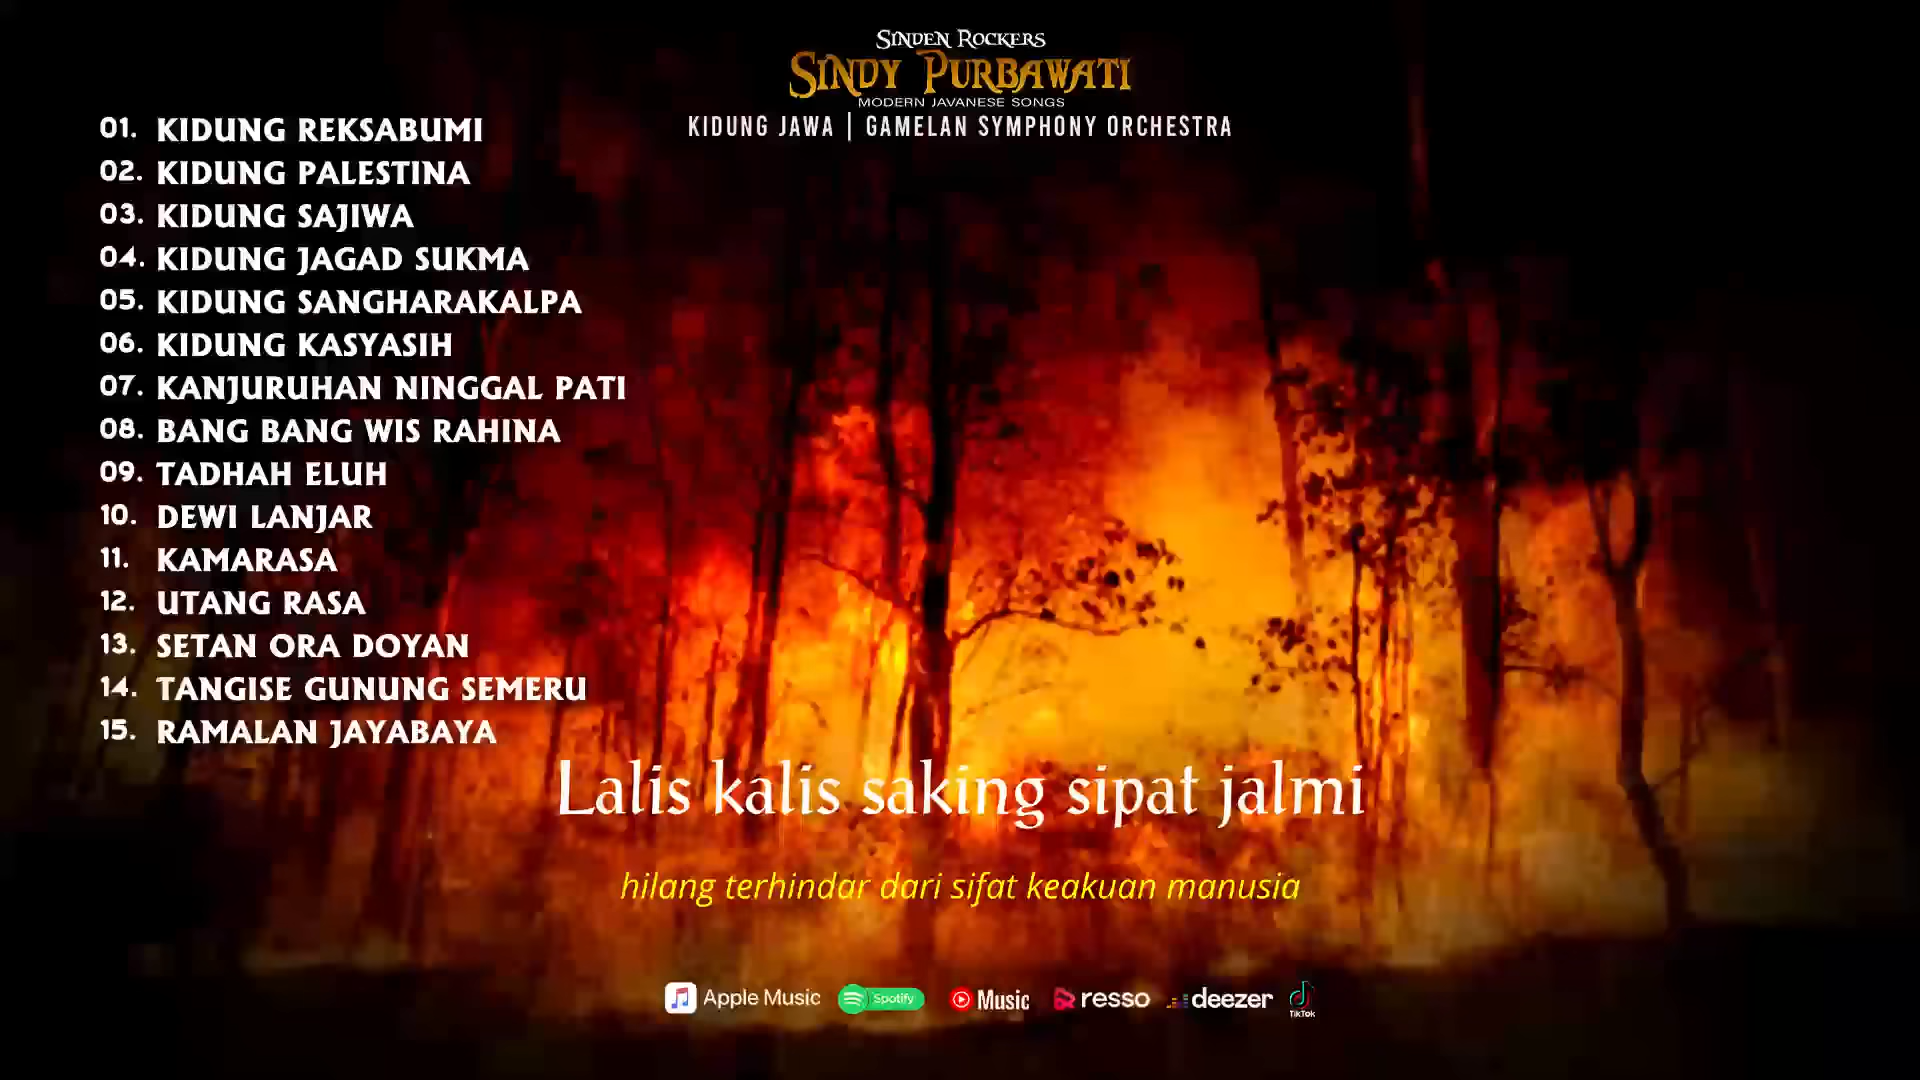 SINDEN ROCKERS
SINDY PURBAWATI
MODERN JAVANESE SONGS
KIDUNG JAWA | GAMELAN SYMPHONY ORCHESTRA
01. KIDUNG REKSABUMI
02. KIDUNG PALESTINA
03. KIDUNG SAJIWA
04. KIDUNG JAGAD SUKMA
05. KIDUNG SANGHARAKALPA
06. KIDUNG KASYASIH
07. KANJURUHAN NINGGAL PATI
08. BANG BANG WIS RAHINA
09. TADHAH ELUH
10. DEWI LANJAR
11. KAMARASA
12. UTANG RASA
13. SETAN ORA DOYAN
14. TANGISE GUNUNG SEMERU
15. RAMALAN JAYABAYA
Lalis kalis saking sipat jalmi
hilang terhindar dari sifat keakuan manusia
Apple Music Spotify Music resso deezer TikTok